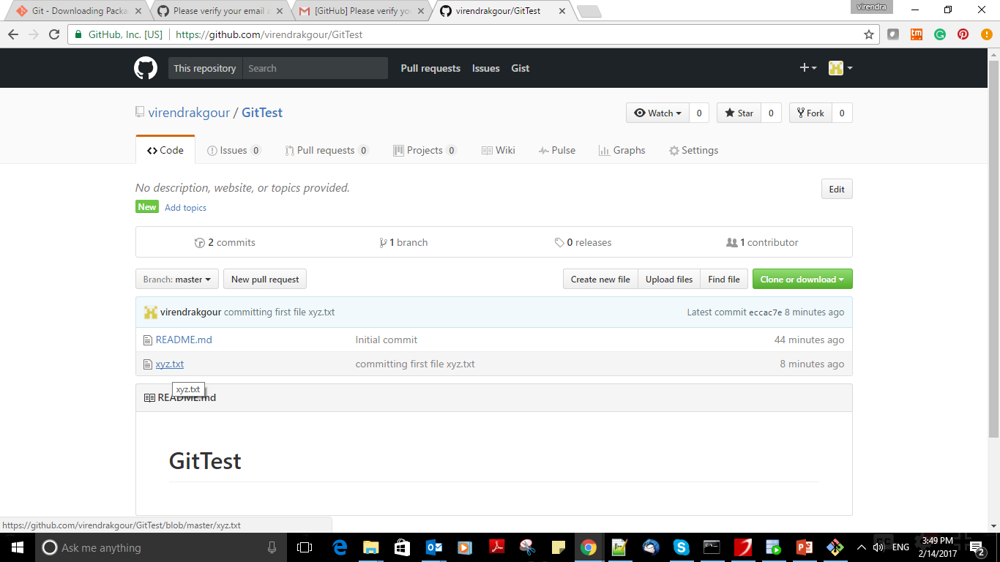 Git - Downloading Packa
Please verify your email a
[GitHub] Please verify yo
virendrakgour/GitTest
virendra
GitHub, Inc. [US] https://github.com/virendrakgour/GitTest
tm
This repository Search Pull requests Issues Gist
virendrakgour / GitTest
Watch 0 Star 0 Fork 0
Code Issues 0 Pull requests 0 Projects 0 Wiki Pulse Graphs Settings
No description, website, or topics provided.
Edit
New Add topics
2 commits 1 branch 0 releases 1 contributor
Branch: master New pull request Create new file Upload files Find file Clone or download
virendrakgour committing first file xyz.txt Latest commit eccac7e 8 minutes ago
README.md Initial commit 44 minutes ago
xyz.txt committing first file xyz.txt 8 minutes ago
xyz.txt
README.md
GitTest
https://github.com/virendrakgour/GitTest/blob/master/xyz.txt
Ask me anything
ENG
3:49 PM
2/14/2017
2